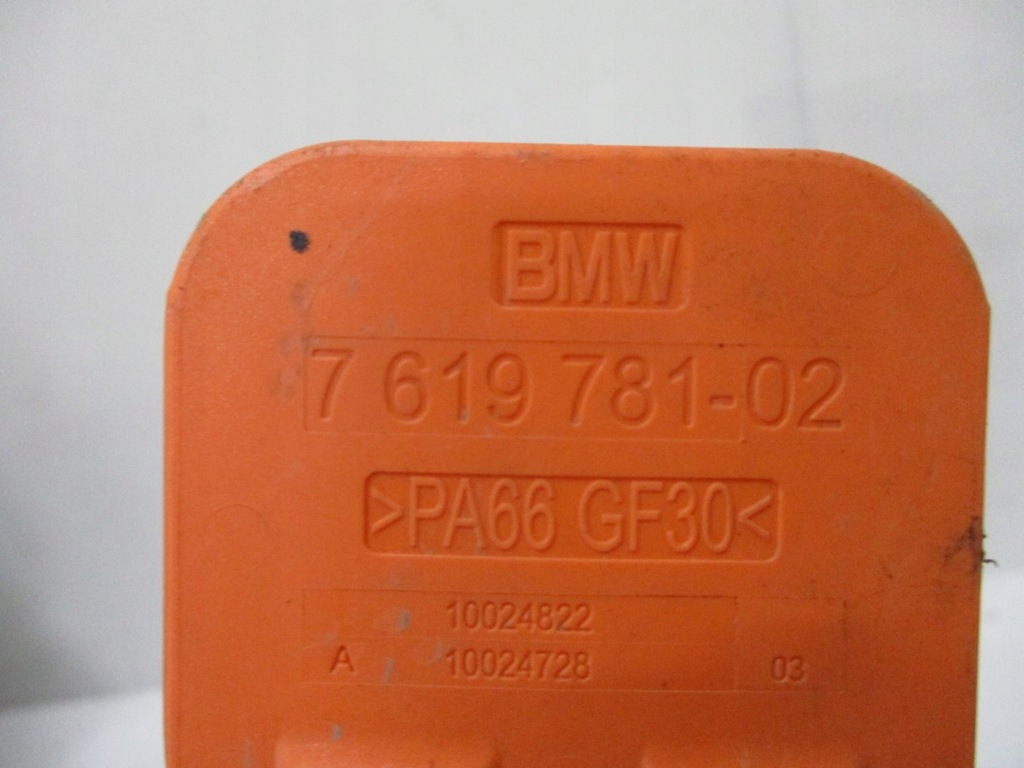 BMW
7 619 781-02
>PA66 GF30<
10024822
A 10024728 03